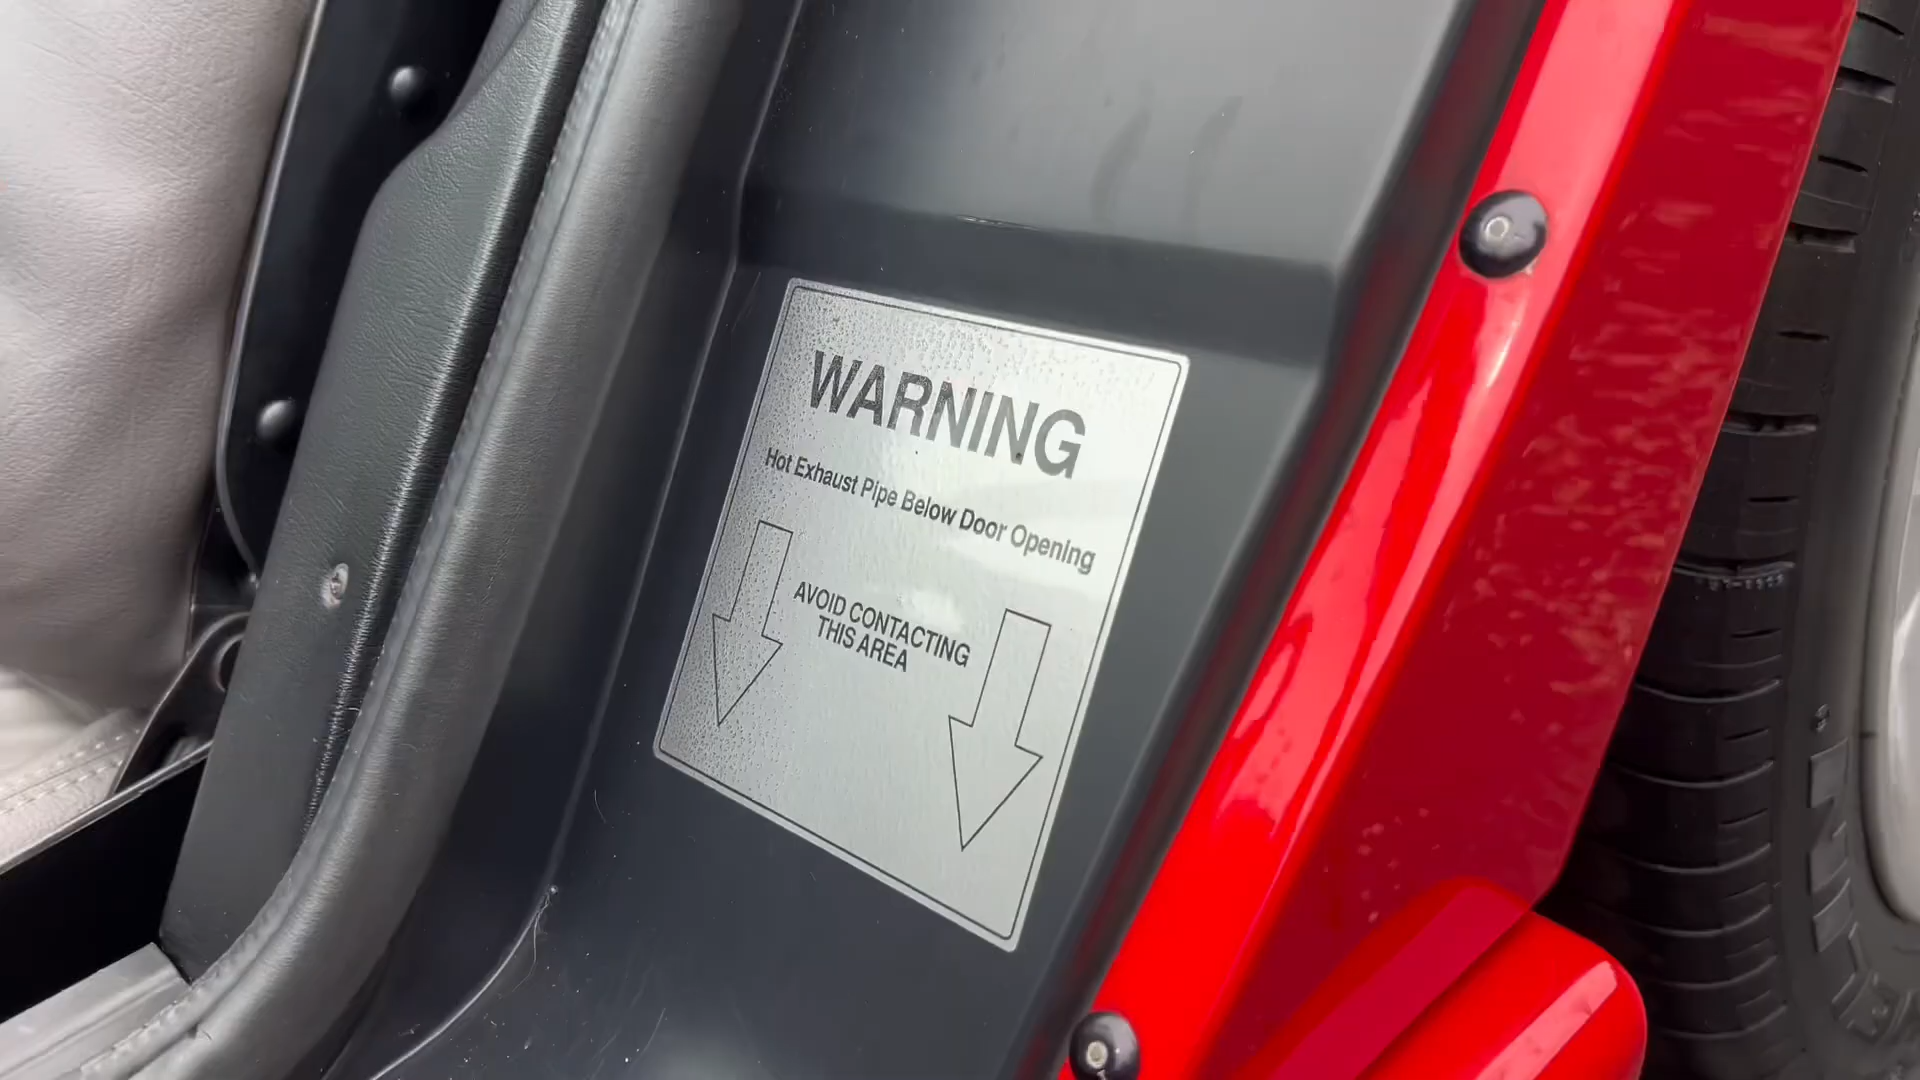 WARNING
Hot Exhaust Pipe Below Door Opening
AVOID CONTACTING
THIS AREA